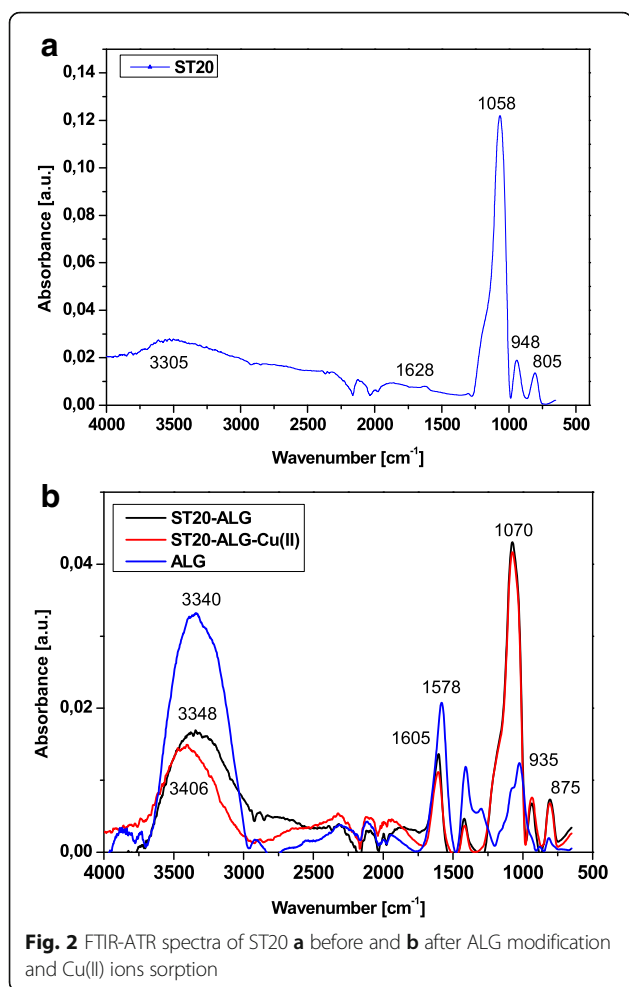 a
ST20
0,14
0,12
0,10
0,08
0,06
0,04
0,02
0,00
Absorbance [a.u.]
1058
948
805
1628
3305
4000 3500 3000 2500 2000 1500 1000 500
Wavenumber [cm-1]
b
ST20-ALG
ST20-ALG-Cu(II)
ALG
0,04
0,02
0,00
Absorbance [a.u.]
1070
3340
3348
3406
1578
1605
935
875
4000 3500 3000 2500 2000 1500 1000 500
Wavenumber [cm-1]
Fig. 2 FTIR-ATR spectra of ST20 a before and b after ALG modification
and Cu(II) ions sorption